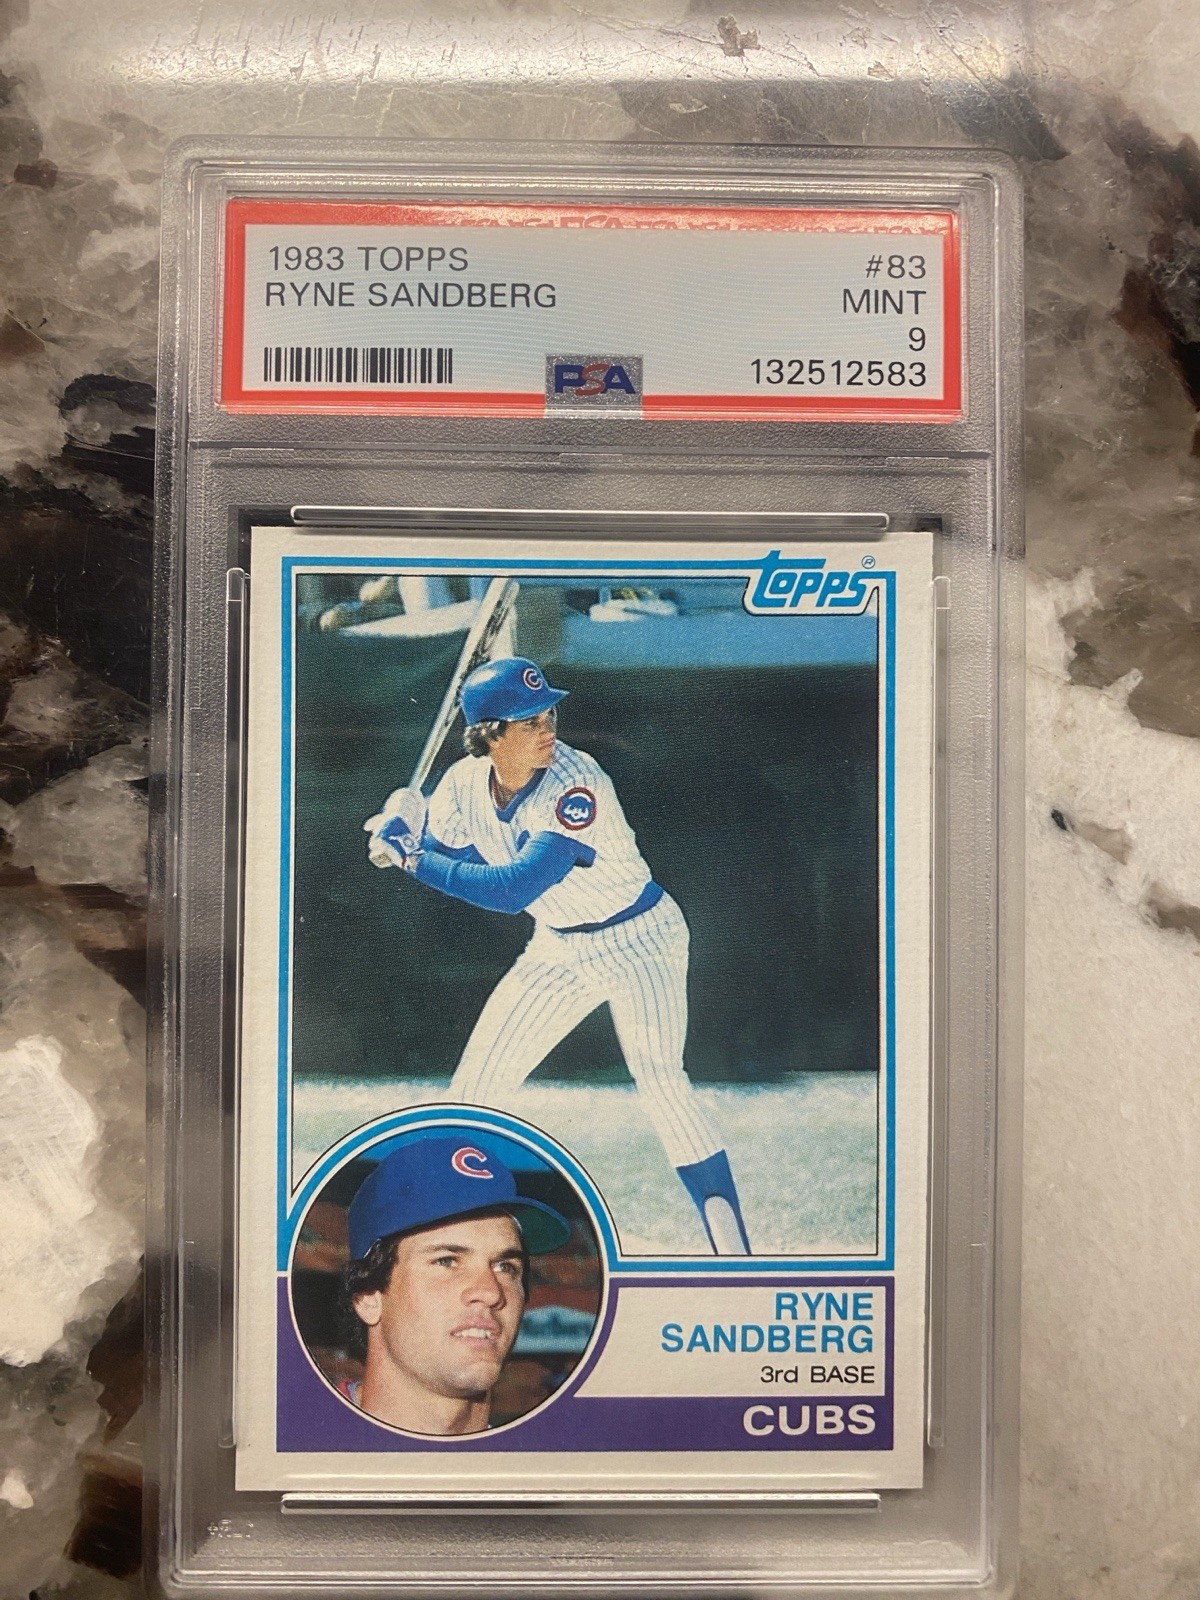 1983 TOPPS
RYNE SANDBERG
#83
MINT
9
132512583
PSA
TOPPS®
C
C
RYNE
SANDBERG
3rd BASE
CUBS